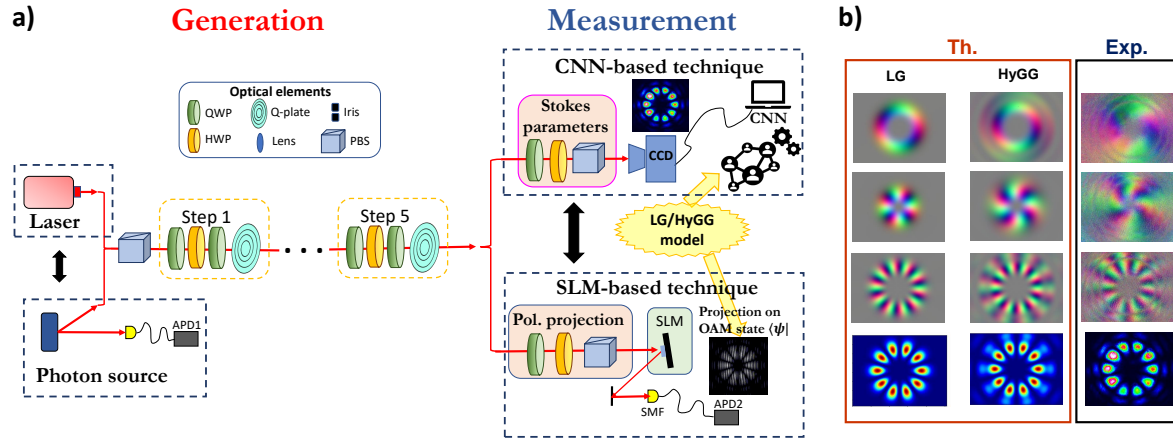 a)
Generation
Measurement
b)
Optical elements
QWP
Q-plate
Iris
HWP
Lens
PBS
Laser
Step 1
Step 5
Photon source
APD1
CNN-based technique
Stokes
parameters
CCD
CNN
LG/HyGG
model
SLM-based technique
Pol. projection
SLM
Projection on
OAM state ⟨ψ|
SMF
APD2
Th.
Exp.
LG
HyGG